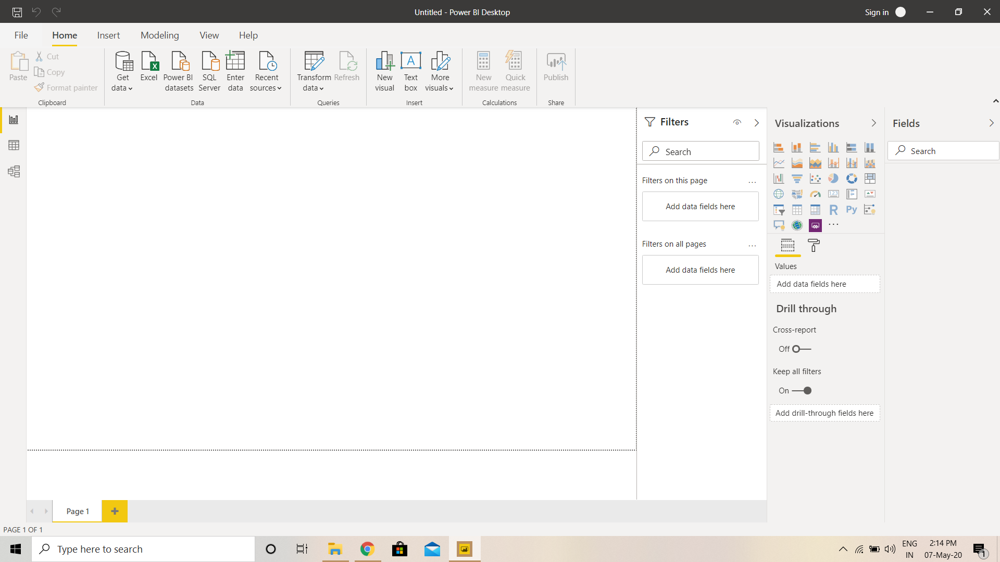 Untitled - Power BI Desktop
Sign in
File Home Insert Modeling View Help
Paste
Cut
Copy
Format painter
Clipboard
Get data
Excel
Power BI datasets
SQL Server
Enter data
Recent sources
Data
Transform data
Refresh
Queries
New visual
Text box
More visuals
Insert
New measure
Quick measure
Calculations
Publish
Share
Filters
Search
Filters on this page
...
Add data fields here
Filters on all pages
...
Add data fields here
Visualizations
123
R
Py
...
Values
Add data fields here
Drill through
Cross-report
Off
Keep all filters
On
Add drill-through fields here
Fields
Search
Page 1
PAGE 1 OF 1
Type here to search
ENG
IN
2:14 PM
07-May-20
1